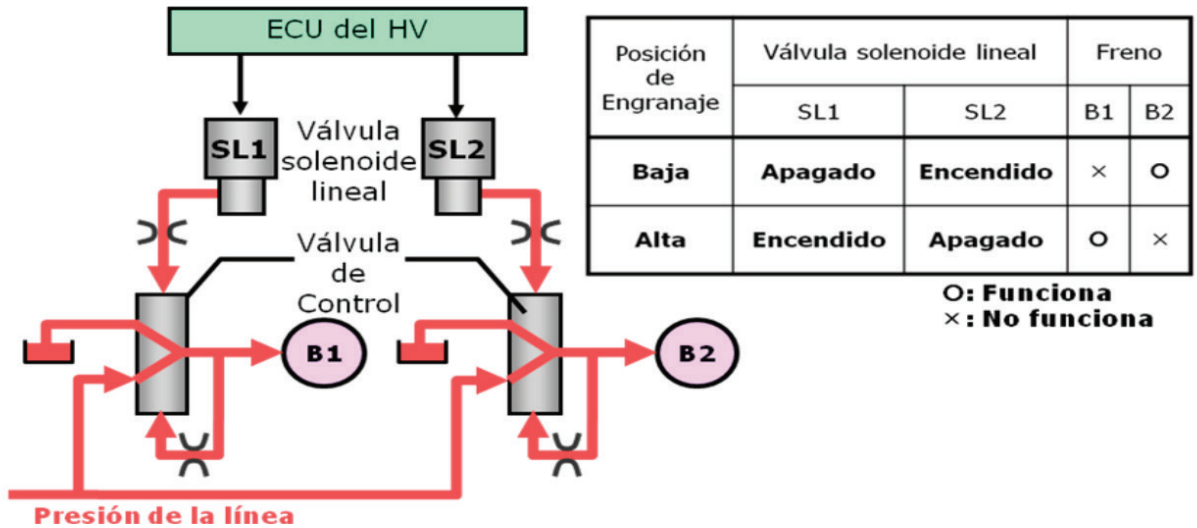 ECU del HV
SL1
Válvula
solenoide
lineal
SL2
Válvula
de
Control
B1
B2
Presión de la línea
Posición
de
Engranaje
Válvula solenoide lineal
Freno
SL1 SL2 B1 B2
Baja Apagado Encendido × O
Alta Encendido Apagado O ×
O: Funciona
×: No funciona